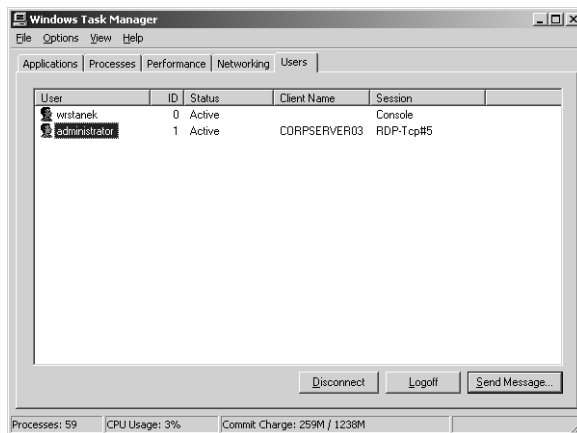 Windows Task Manager
File Options View Help
Applications Processes Performance Networking Users
User ID Status Client Name Session
wrstanek 0 Active Console
administrator 1 Active CORPSERVER03 RDP-Tcp#5
Disconnect Logoff Send Message...
Processes: 59 CPU Usage: 3% Commit Charge: 259M / 1238M